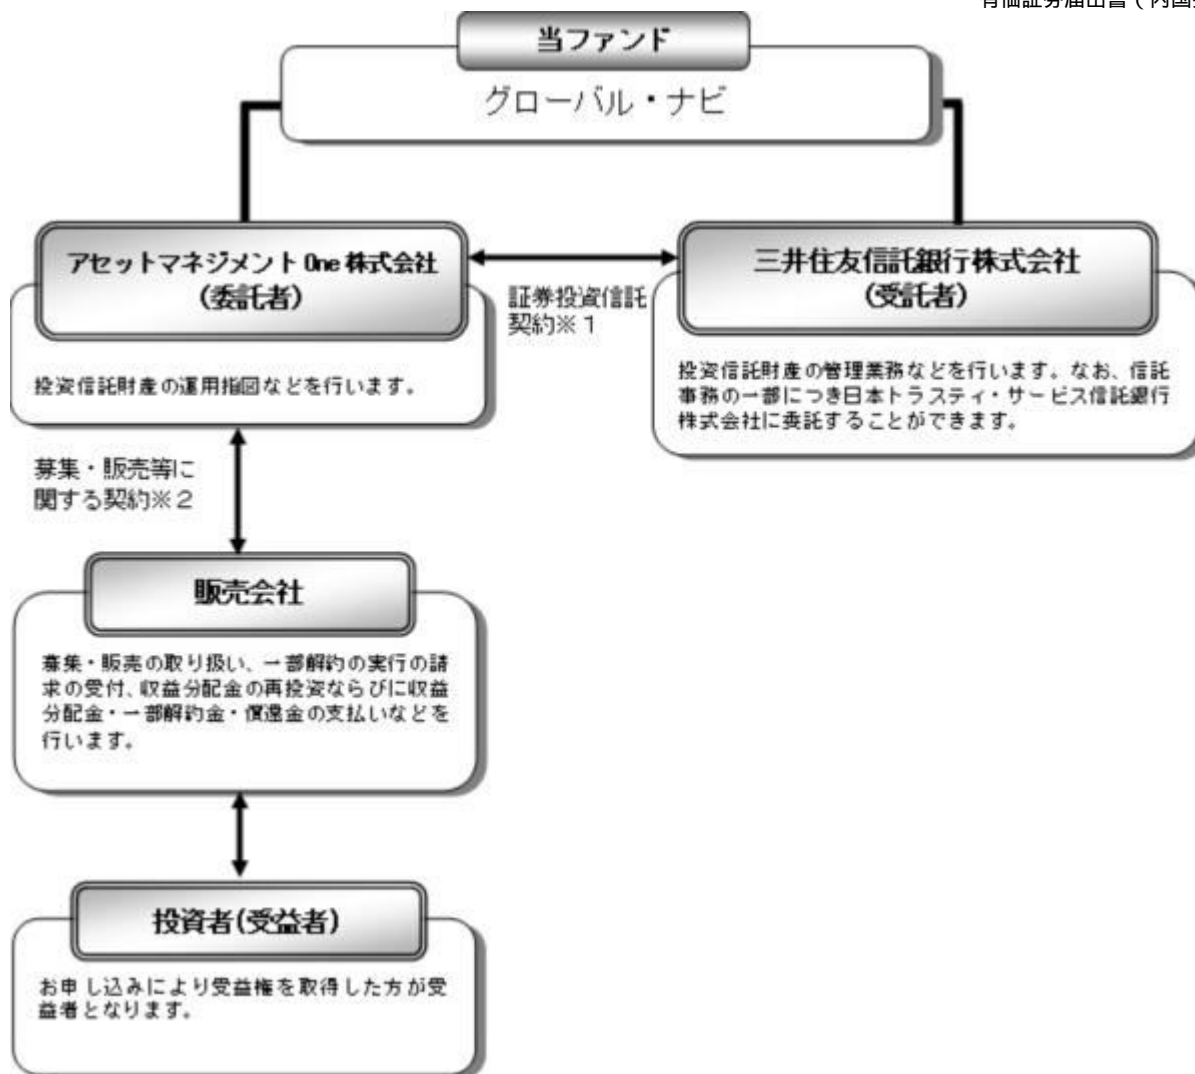 有価証券届出書（内国
当ファンド
グローバル・ナビ
アセットマネジメント One 株式会社
（委託者）
証券投資信託
契約※１
三井住友信託銀行株式会社
（受託者）
投資信託財産の運用指図などを行います。
投資信託財産の管理業務などを行います。なお、信託
事務の一部につき日本トラスティ・サービス信託銀行
株式会社に委託することができます。
募集・販売等に
関する契約※２
販売会社
募集・販売の取り扱い、一部解約の実行の請
求の受付、収益分配金の再投資ならびに収益
分配金・一部解約金・償還金の支払いなどを
行います。
投資者(受益者)
お申し込みにより受益権を取得した方が受
益者となります。